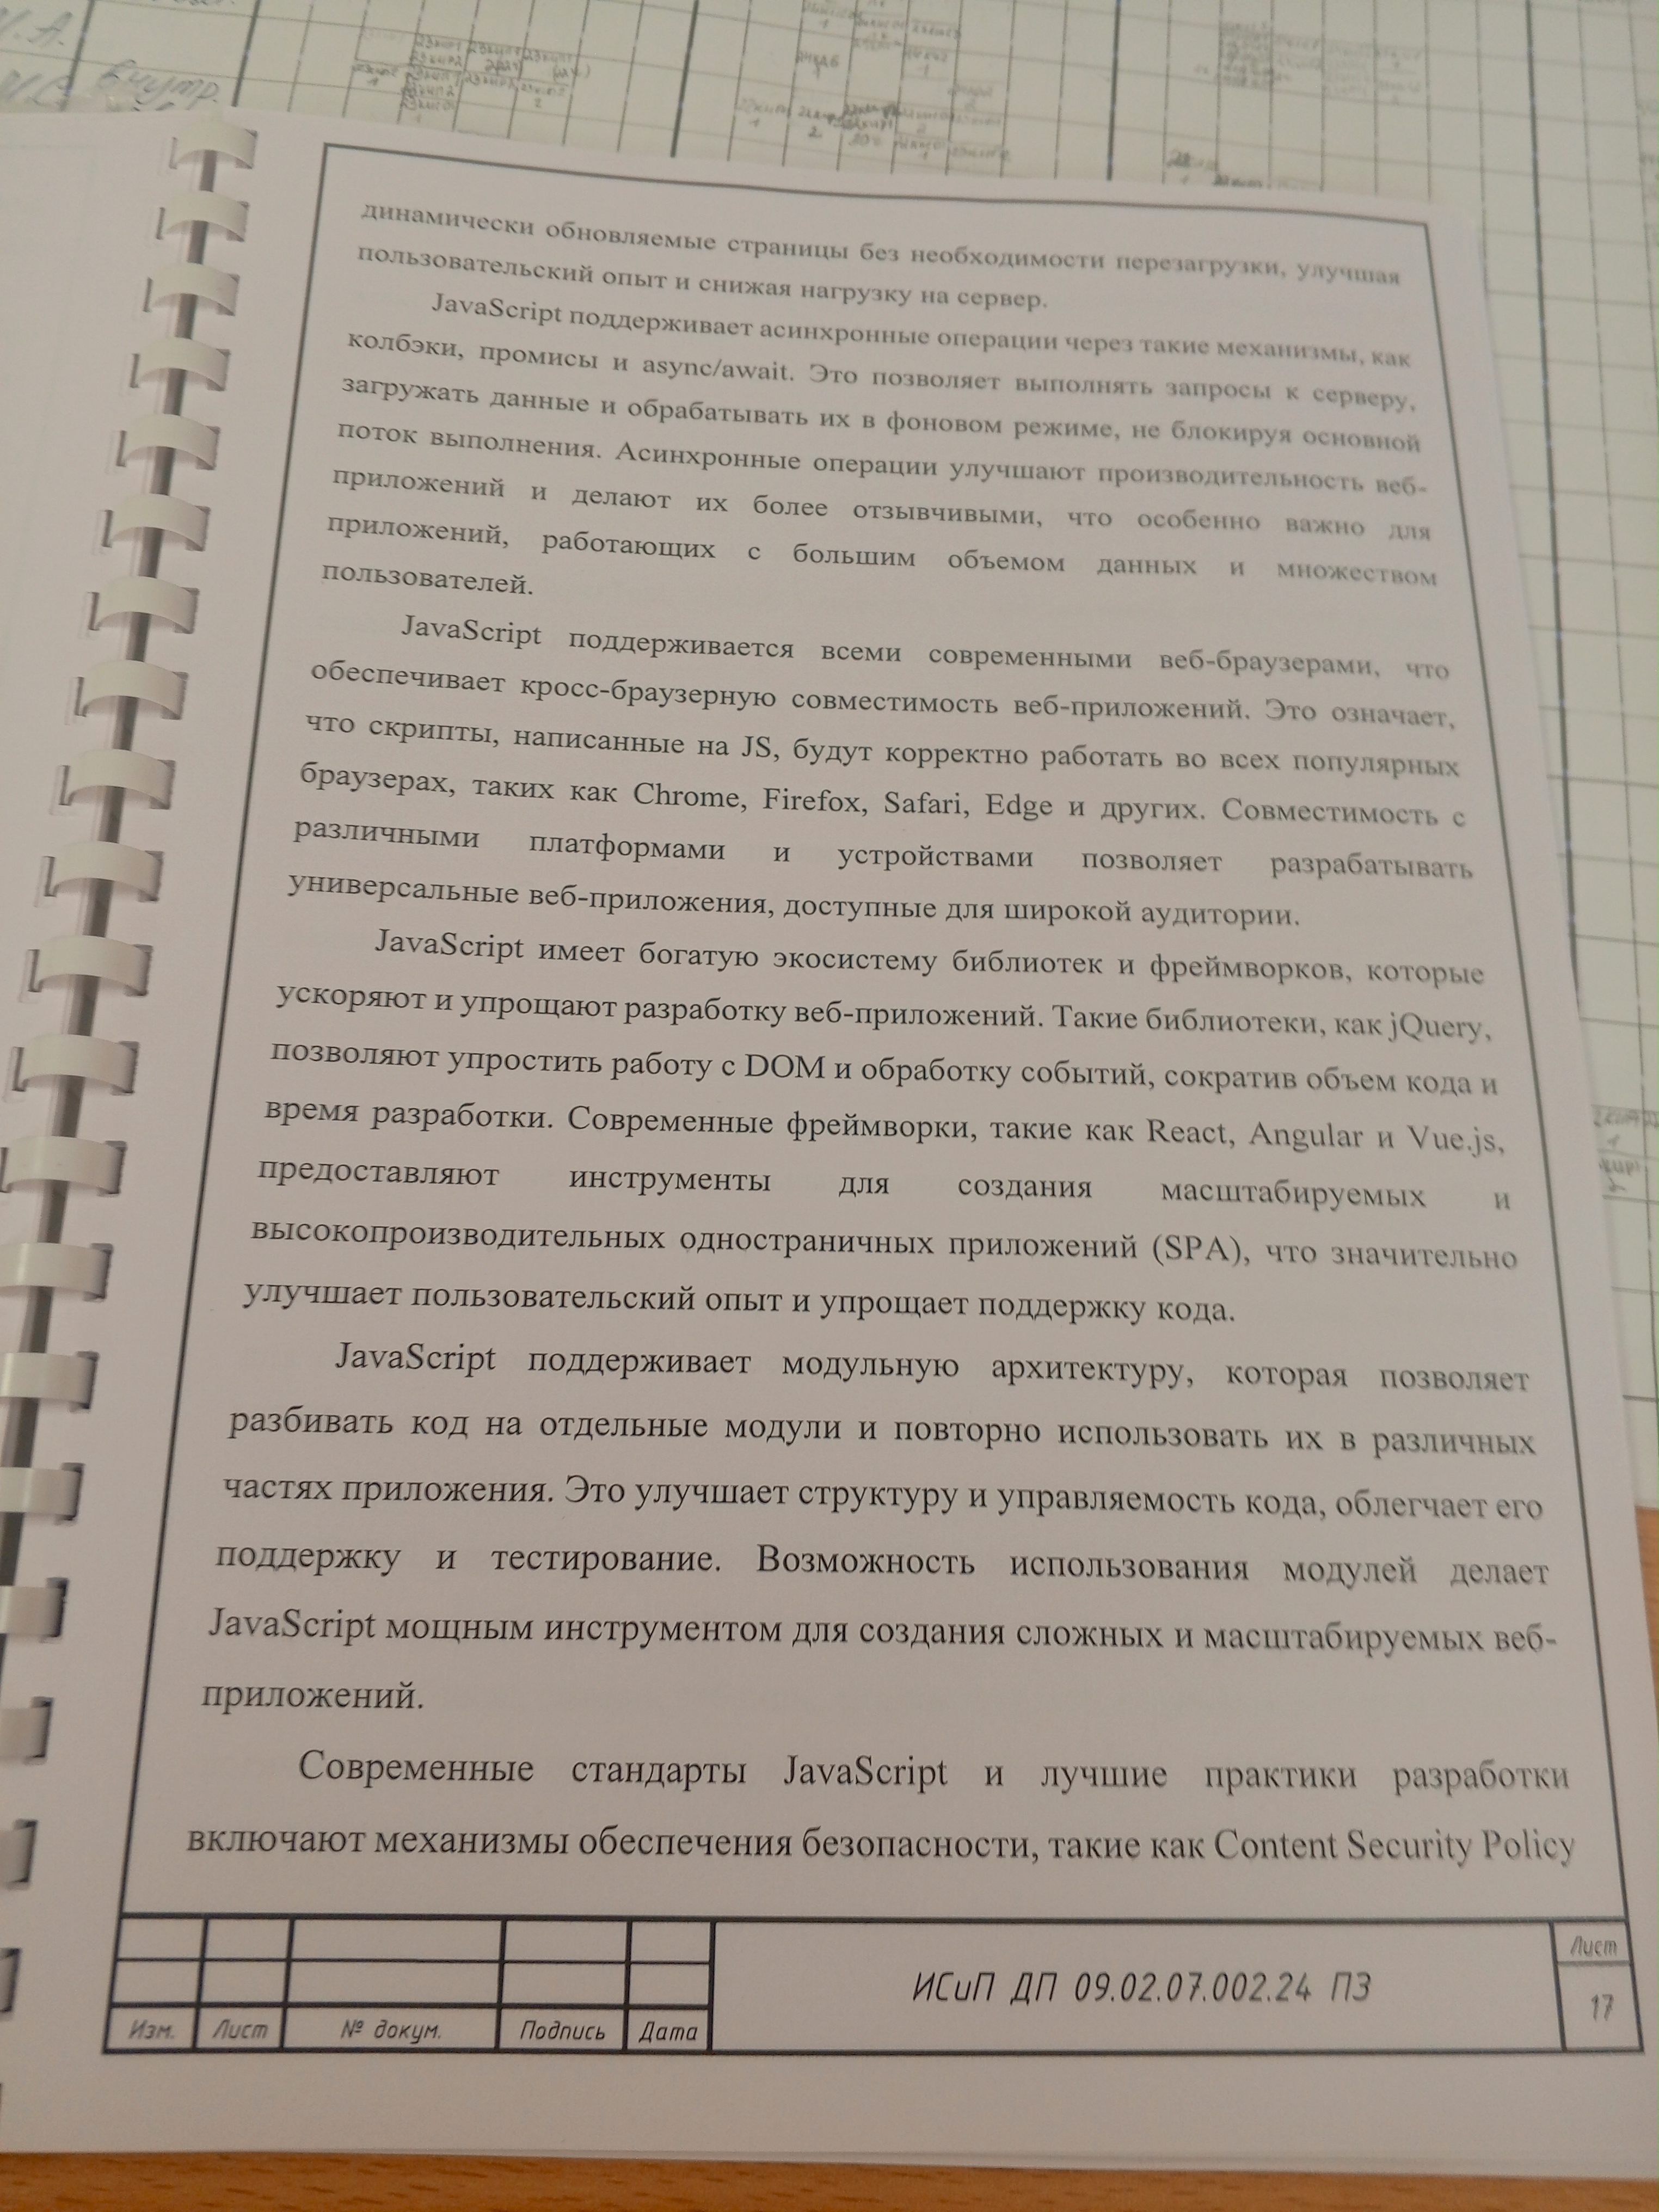 И. А.
внутр.
динамически обновляемые страницы без необходимости перезагрузки, улучшая
пользовательский опыт и снижая нагрузку на сервер.
JavaScript поддерживает асинхронные операции через такие механизмы, как
колбэки, промисы и async/await. Это позволяет выполнять запросы к серверу,
загружать данные и обрабатывать их в фоновом режиме, не блокируя основной
поток выполнения. Асинхронные операции улучшают производительность веб-
приложений и делают их более отзывчивыми, что особенно важно для
приложений, работающих с большим объемом данных и множеством
пользователей.
JavaScript поддерживается всеми современными веб-браузерами, что
обеспечивает кросс-браузерную совместимость веб-приложений. Это означает,
что скрипты, написанные на JS, будут корректно работать во всех популярных
браузерах, таких как Chrome, Firefox, Safari, Edge и других. Совместимость с
различными платформами и устройствами позволяет разрабатывать
универсальные веб-приложения, доступные для широкой аудитории.
JavaScript имеет богатую экосистему библиотек и фреймворков, которые
ускоряют и упрощают разработку веб-приложений. Такие библиотеки, как jQuery,
позволяют упростить работу с DOM и обработку событий, сократив объем кода и
время разработки. Современные фреймворки, такие как React, Angular и Vue.js,
предоставляют инструменты для создания масштабируемых и
высокопроизводительных одностраничных приложений (SPA), что значительно
улучшает пользовательский опыт и упрощает поддержку кода.
JavaScript поддерживает модульную архитектуру, которая позволяет
разбивать код на отдельные модули и повторно использовать их в различных
частях приложения. Это улучшает структуру и управляемость кода, облегчает его
поддержку и тестирование. Возможность использования модулей делает
JavaScript мощным инструментом для создания сложных и масштабируемых веб-
приложений.
Современные стандарты JavaScript и лучшие практики разработки
включают механизмы обеспечения безопасности, такие как Content Security Policy
Изм. Лист № докум. Подпись Дата
ИСиП ДП 09.02.07.002.24 ПЗ
Лист
17